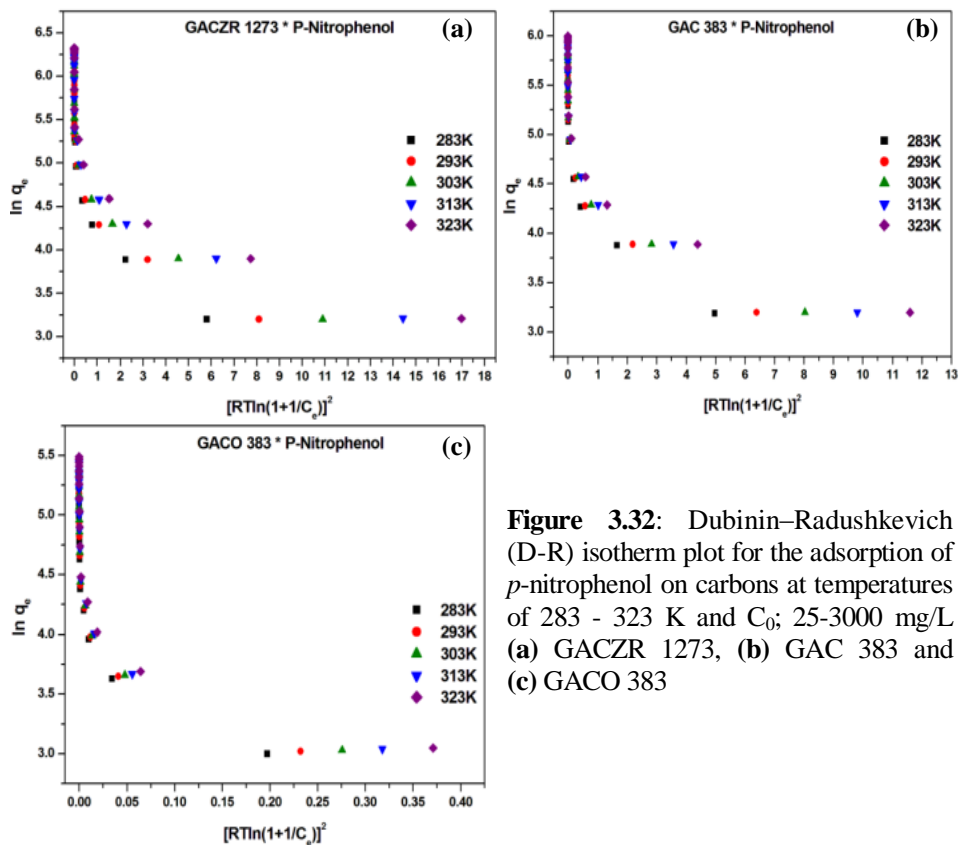 GACZR 1273 * P-Nitrophenol
(a)
6.5
6.0
5.5
5.0
4.5
4.0
3.5
3.0
ln qe
283K
293K
303K
313K
323K
0 1 2 3 4 5 6 7 8 9 10 11 12 13 14 15 16 17 18
[RTln(1+1/Ce)]2
GAC 383 * P-Nitrophenol
(b)
6.0
5.5
5.0
4.5
4.0
3.5
3.0
283K
293K
303K
313K
323K
0 1 2 3 4 5 6 7 8 9 10 11 12 13
[RTln(1+1/Ce)]2
GACO 383 * P-Nitrophenol
(c)
5.5
5.0
4.5
4.0
3.5
3.0
ln qe
283K
293K
303K
313K
323K
0.00 0.05 0.10 0.15 0.20 0.25 0.30 0.35 0.40
[RTln(1+1/Ce)]2
Figure 3.32: Dubinin–Radushkevich
(D-R) isotherm plot for the adsorption of
p-nitrophenol on carbons at temperatures
of 283 - 323 K and C0; 25-3000 mg/L
(a) GACZR 1273, (b) GAC 383 and
(c) GACO 383